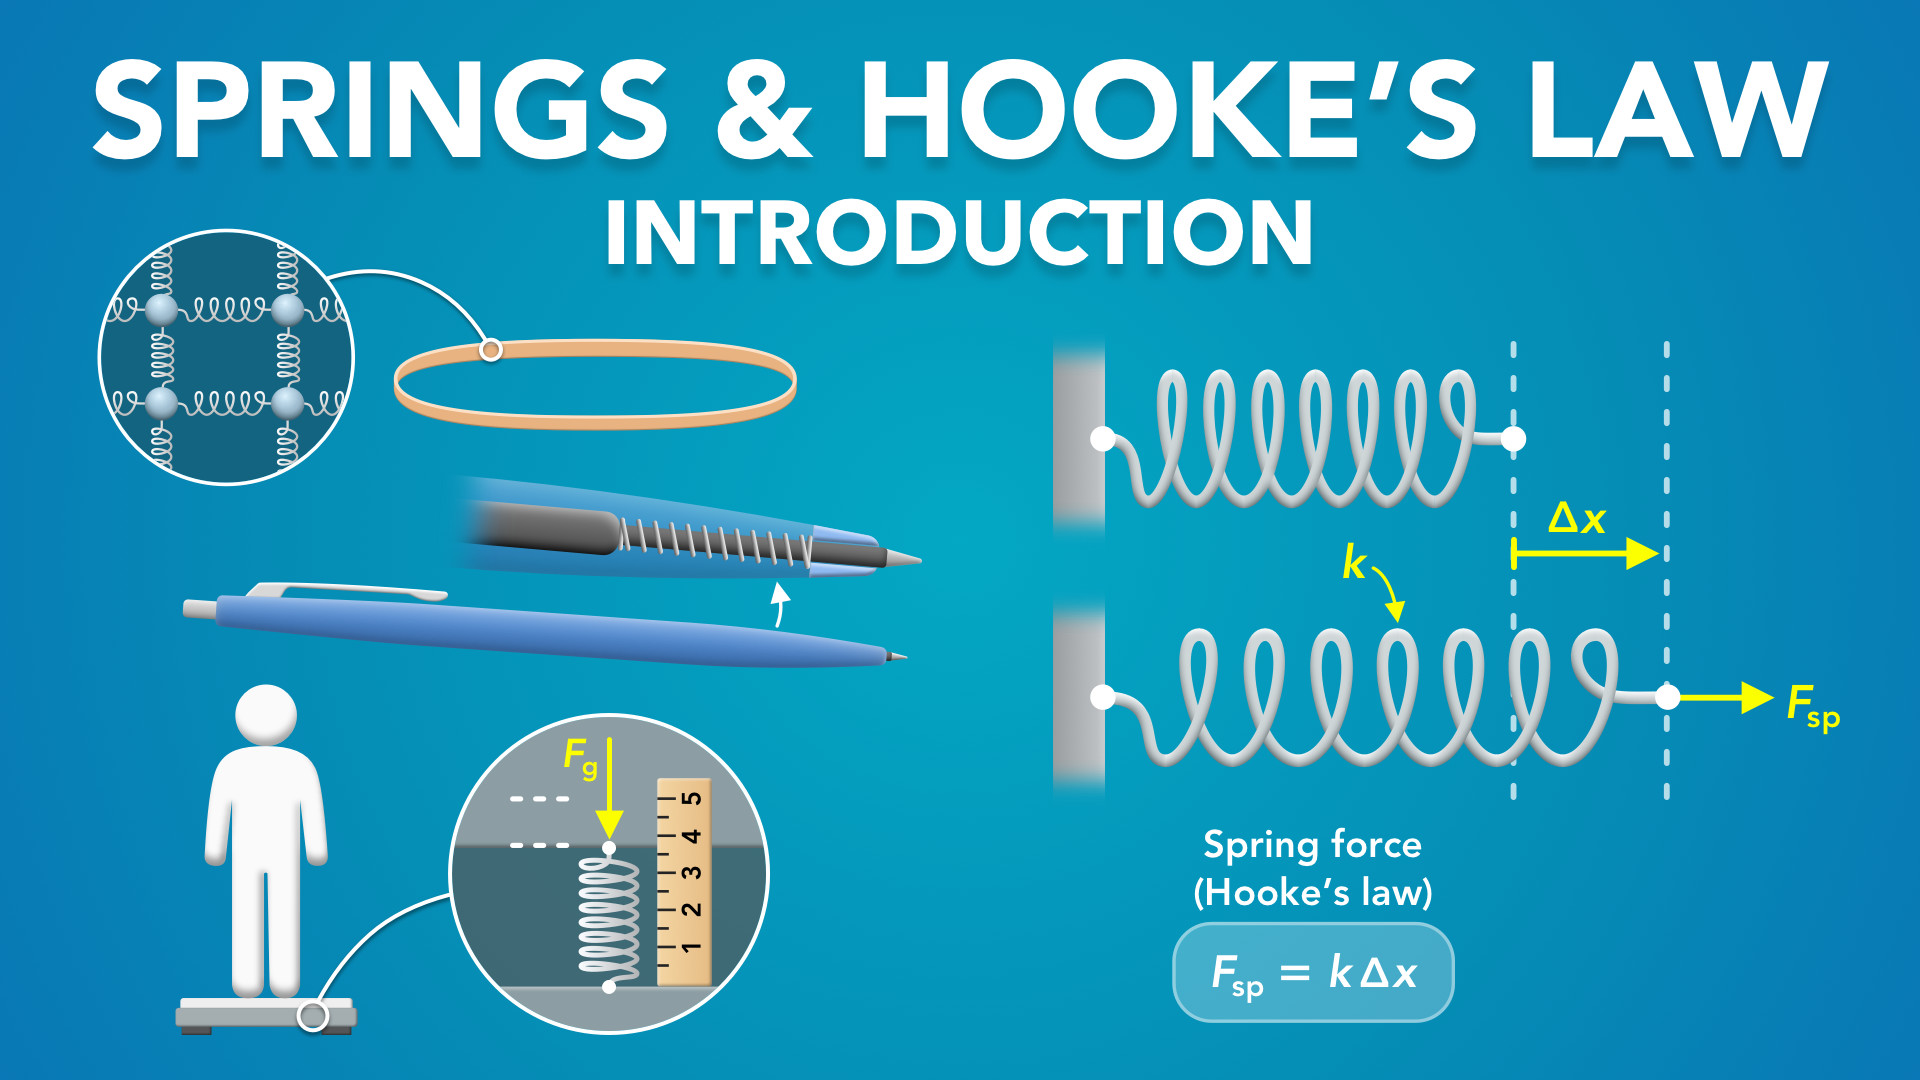 SPRINGS & HOOKE’S LAW
INTRODUCTION
Δx
k
Fsp
Fg
5
4
3
2
1
Spring force
(Hooke’s law)
Fsp = kΔx